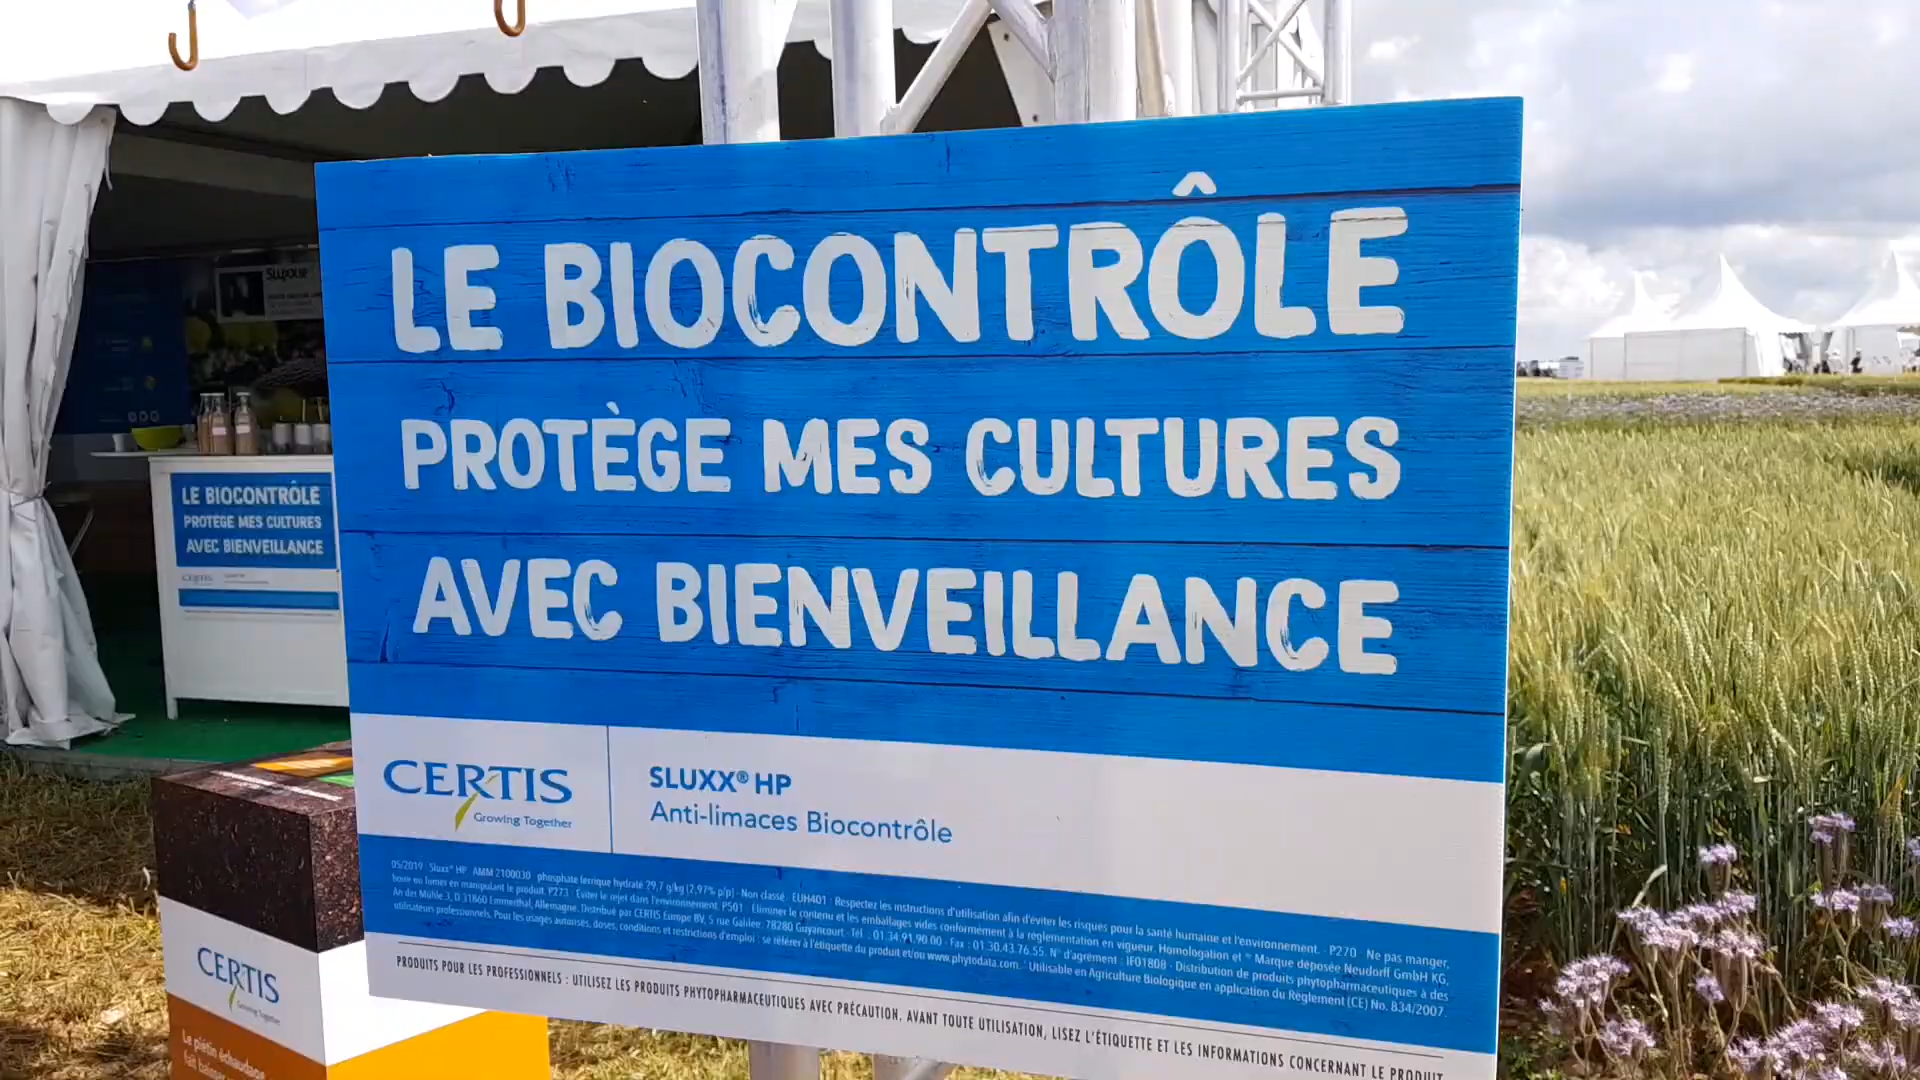 LE BIOCONTRÔLE
PROTÈGE MES CULTURES
AVEC BIENVEILLANCE
CERTIS
Growing Together
SLUXX® HP
Anti-limaces Biocontrôle
05/2019 Sluxx® HP AMM 2100030 phosphate ferrique hydraté 29,7 g/kg (2,97% p/p) - Non classé. EUH401 : Respectez les instructions d'utilisation afin d'éviter les risques pour la santé humaine et l'environnement. - P270 Ne pas manger,
boire ou fumer en manipulant le produit. P273 : Éviter le rejet dans l'environnement. P501 : Éliminer le contenu et les emballages vides conformément à la réglementation en vigueur. Homologation et ® Marque déposée Neudorff GmbH KG,
An der Mühle 3, D 31860 Emmerthal, Allemagne. Distribué par CERTIS Europe BV, 5 rue Galilée 78280 Guyancourt - Tél : 01.34.91.90.00 - Fax : 01.30.43.76.55. N° d'agrément : IF01808 - Distribution de produits phytopharmaceutiques à des
utilisateurs professionnels. Pour les usages autorisés, doses, conditions et restrictions d'emploi : se référer à l'étiquette du produit et/ou www.phytodata.com. Utilisable en Agriculture Biologique en application du Règlement (CE) No. 834/2007.
PRODUITS POUR LES PROFESSIONNELS : UTILISEZ LES PRODUITS PHYTOPHARMACEUTIQUES AVEC PRÉCAUTION. AVANT TOUTE UTILISATION, LISEZ L'ÉTIQUETTE ET LES INFORMATIONS CONCERNANT LE PRODUIT
LE BIOCONTRÔLE
PROTÈGE MES CULTURES
AVEC BIENVEILLANCE
CERTIS
CERTIS
Growing Together
Le piétin échaudage
fait baisser